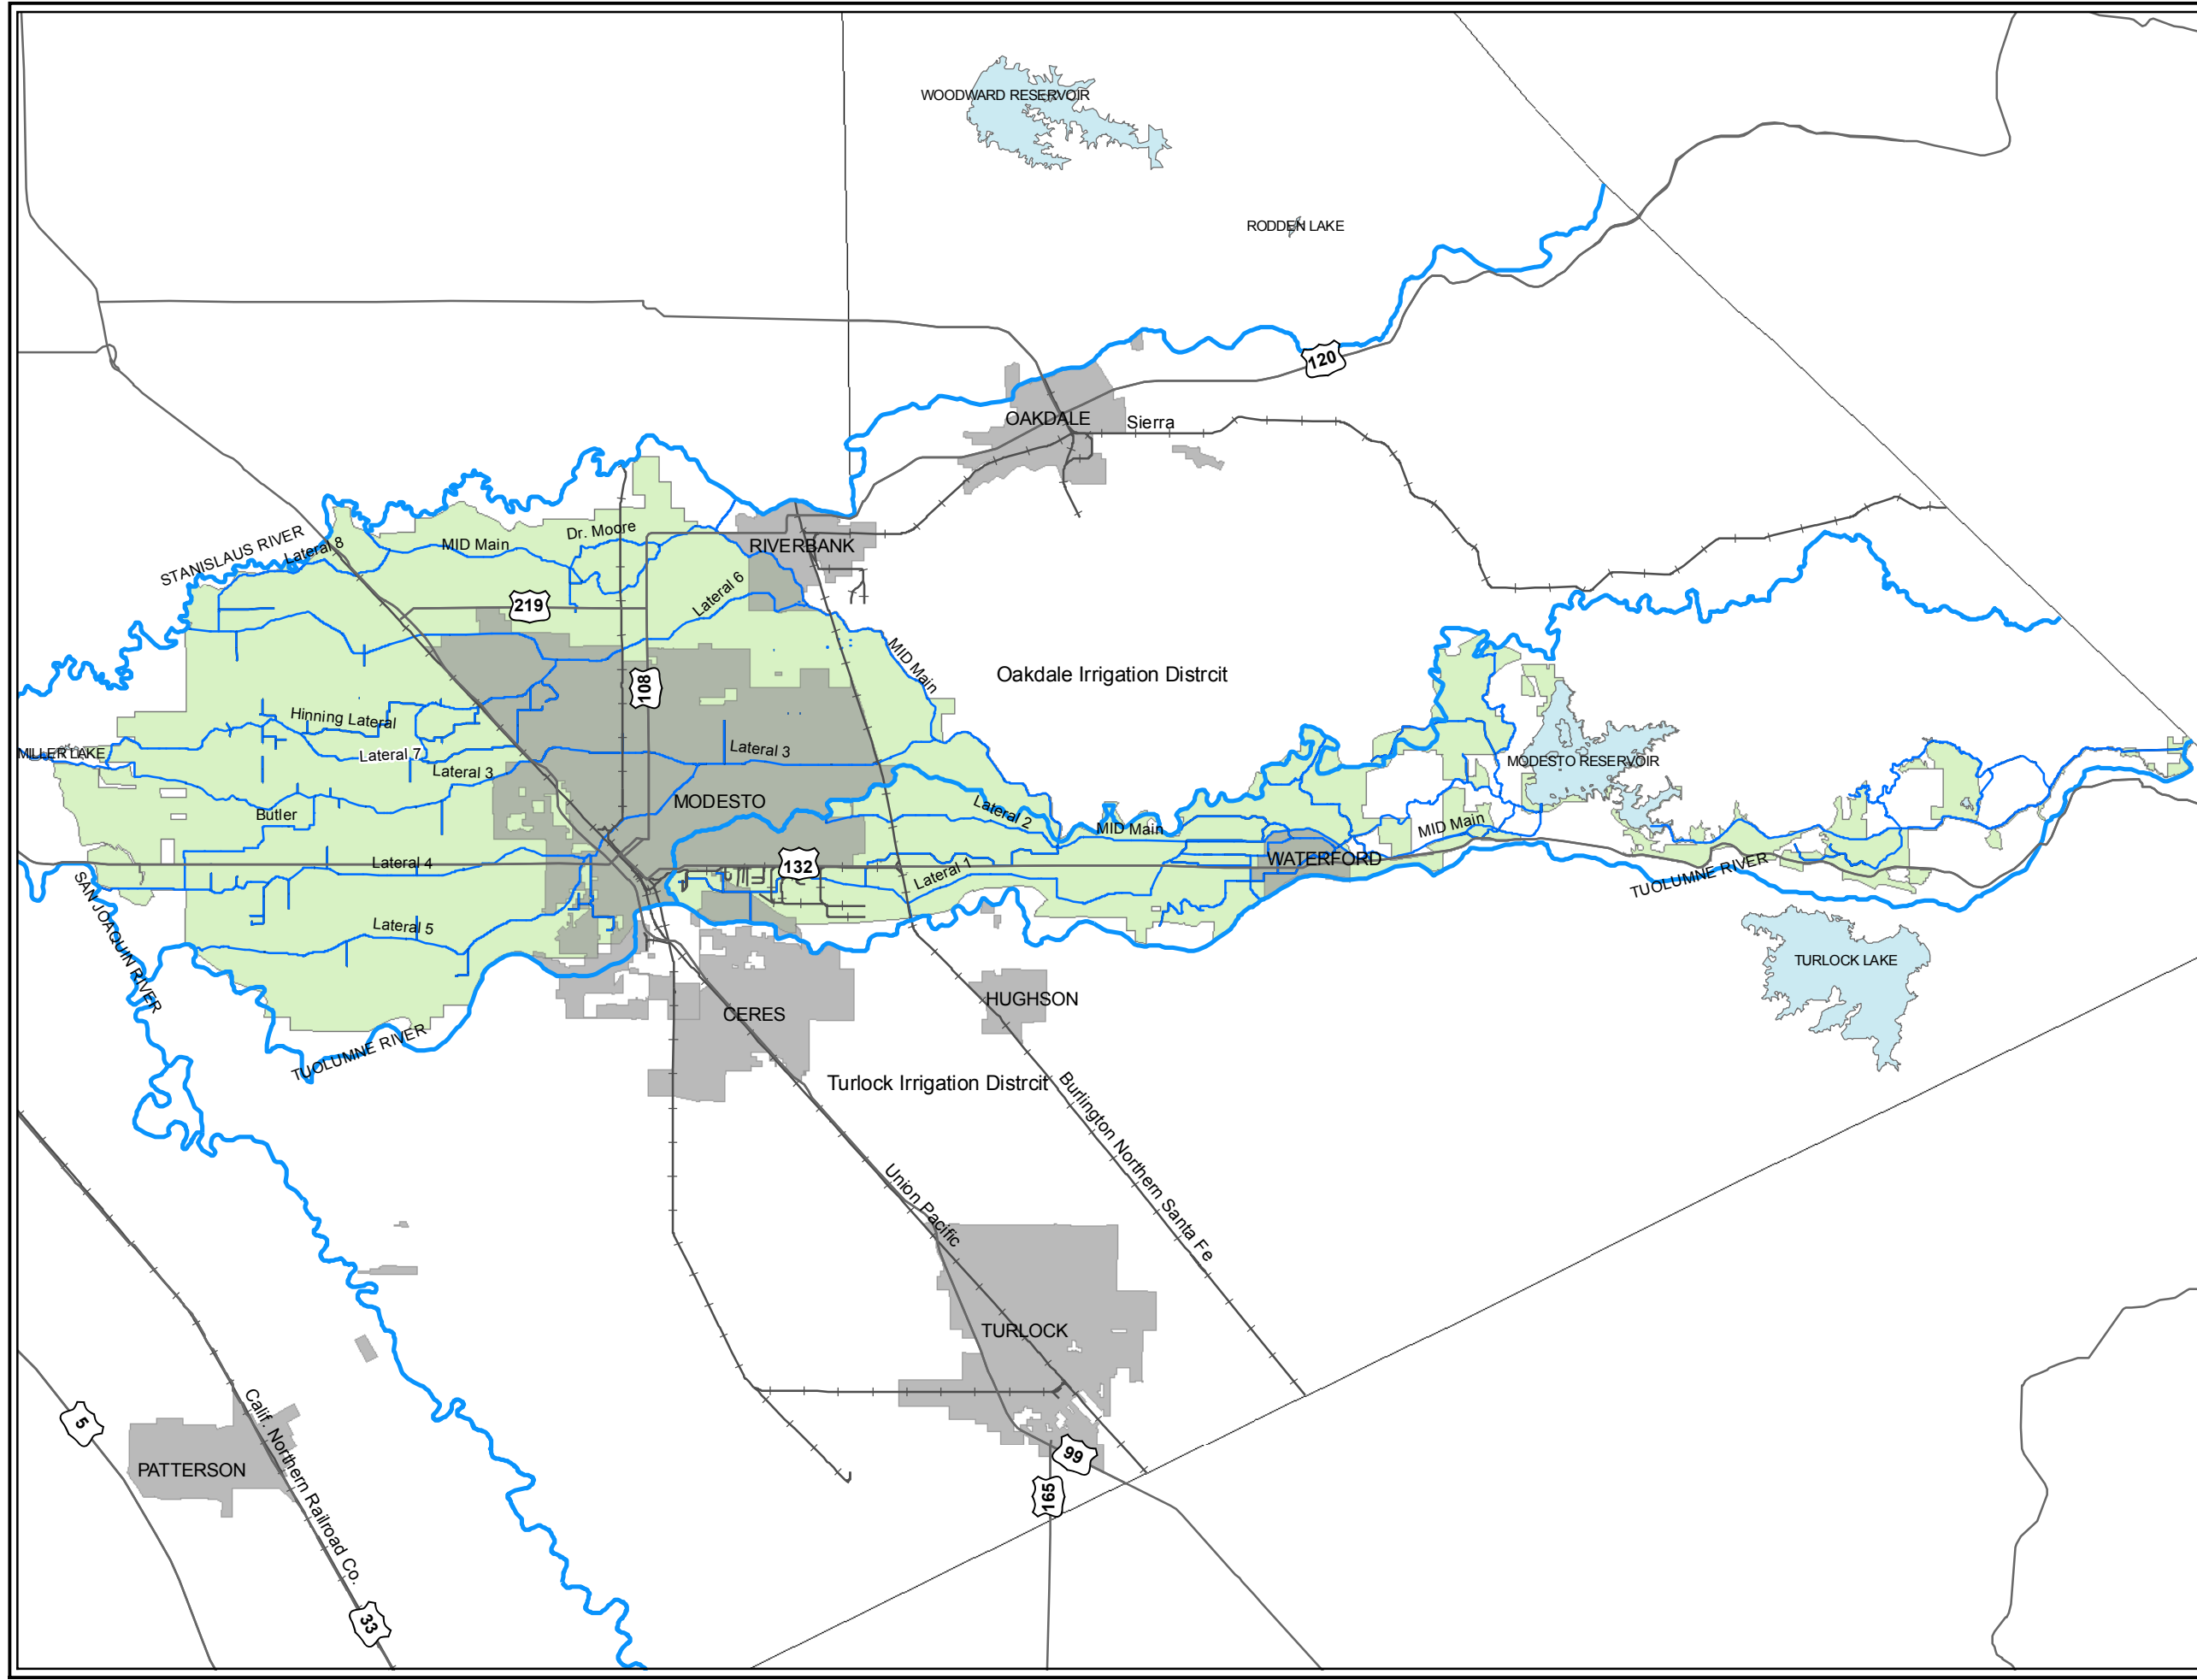 WOODWARD RESERVOIR
RODDEN LAKE
120
OAKDALE
Sierra
STANISLAUS RIVER
Lateral 8
MID Main
Dr. Moore
RIVERBANK
219
Lateral 6
108
MID Main
Oakdale Irrigation Distrcit
Hinning Lateral
MILLER LAKE
Lateral 7
Lateral 3
Lateral 3
MODESTO RESERVOIR
Butler
MODESTO
Lateral 2
MID Main
MID Main
Lateral 4
132
Lateral 1
WATERFORD
TUOLUMNE RIVER
SAN JOAQUIN RIVER
Lateral 5
TURLOCK LAKE
HUGHSON
CERES
TUOLUMNE RIVER
Turlock Irrigation Distrcit
Burlington Northern Santa Fe
Union Pacific
TURLOCK
5
Calif. Northern Railroad Co.
PATTERSON
99
165
33